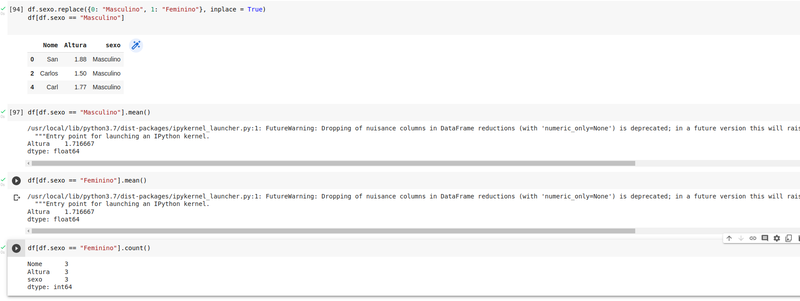 [94] df.sexo.replace({0: "Masculino", 1: "Feminino"}, inplace = True)
df[df.sexo == "Masculino"]
Nome Altura sexo
0 San 1.88 Masculino
2 Carlos 1.50 Masculino
4 Carl 1.77 Masculino
[97] df[df.sexo == "Masculino"].mean()
/usr/local/lib/python3.7/dist-packages/ipykernel_launcher.py:1: FutureWarning: Dropping of nuisance columns in DataFrame reductions (with 'numeric_only=None') is deprecated; in a future version this will rais
"""Entry point for launching an IPython kernel.
Altura 1.716667
dtype: float64
df[df.sexo == "Feminino"].mean()
/usr/local/lib/python3.7/dist-packages/ipykernel_launcher.py:1: FutureWarning: Dropping of nuisance columns in DataFrame reductions (with 'numeric_only=None') is deprecated; in a future version this will rais
"""Entry point for launching an IPython kernel.
Altura 1.716667
dtype: float64
df[df.sexo == "Feminino"].count()
Nome 3
Altura 3
sexo 3
dtype: int64